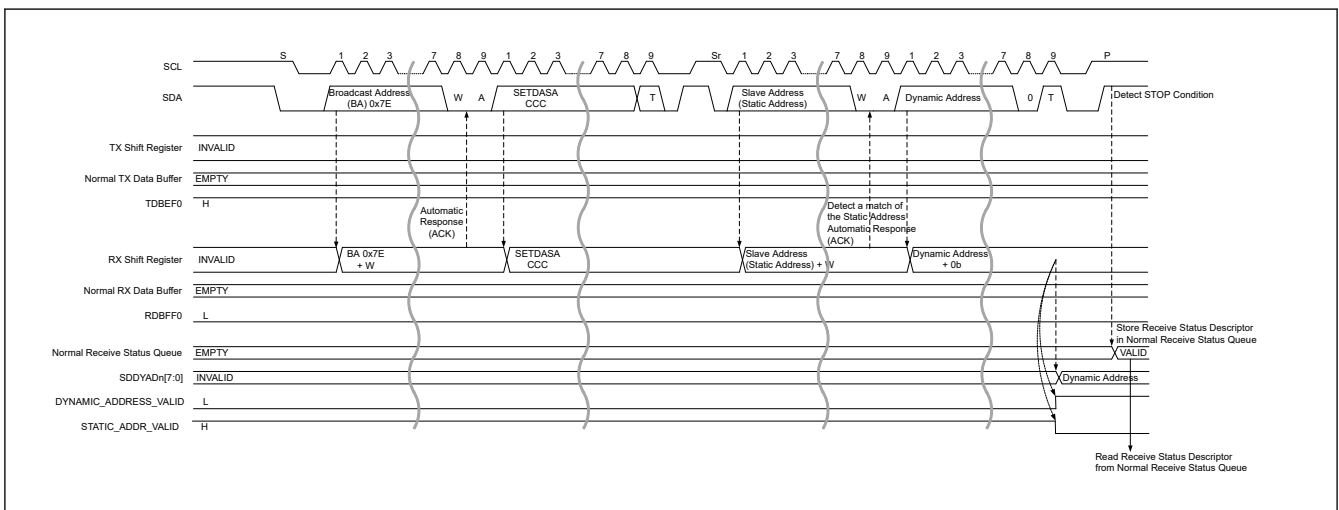 S 1 2 3 7 8 9 1 2 3 7 8 9 Sr 1 2 3 7 8 9 1 2 3 7 8 9 P
SCL
SDA
Broadcast Address
(BA) 0x7E
W A
SETDASA
CCC
T
Slave Address
(Static Address)
W A
Dynamic Address
0 T
Detect STOP Condition
TX Shift Register INVALID
Normal TX Data Buffer EMPTY
TDBEF0 H
Automatic
Response
(ACK)
Detect a match of
the Static Address
Automatic Response
(ACK)
RX Shift Register INVALID
BA 0x7E
+ W
SETDASA
CCC
Slave Address
(Static Address) + W
Dynamic Address
+ 0b
Normal RX Data Buffer EMPTY
RDBFF0 L
Store Receive Status Descriptor
in Normal Receive Status Queue
Normal Receive Status Queue EMPTY VALID
SDDYADn[7:0] INVALID Dynamic Address
DYNAMIC_ADDRESS_VALID L
STATIC_ADDR_VALID H
Read Receive Status Descriptor
from Normal Receive Status Queue